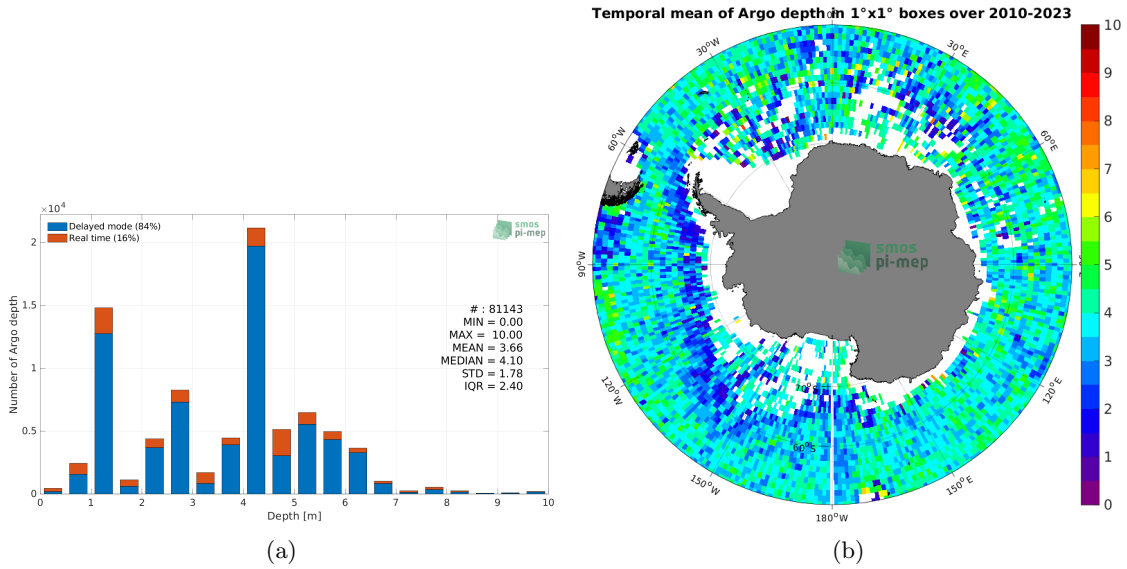 Temporal mean of Argo depth in 1°x1° boxes over 2010-2023
Delayed mode (84%)
Real time (16%)
smos
pi-mep
# : 81143
MIN = 0.00
MAX = 10.00
MEAN = 3.66
MEDIAN = 4.10
STD = 1.78
IQR = 2.40
×10⁴
2
1.5
1
0.5
0
Number of Argo depth
0 1 2 3 4 5 6 7 8 9 10
Depth [m]
(a)
30°W
30°E
60°W
60°E
90°W
120°W
120°E
150°W
150°E
180°W
70°S
60°S
smos
pi-mep
10
9
8
7
6
5
4
3
2
1
0
(b)